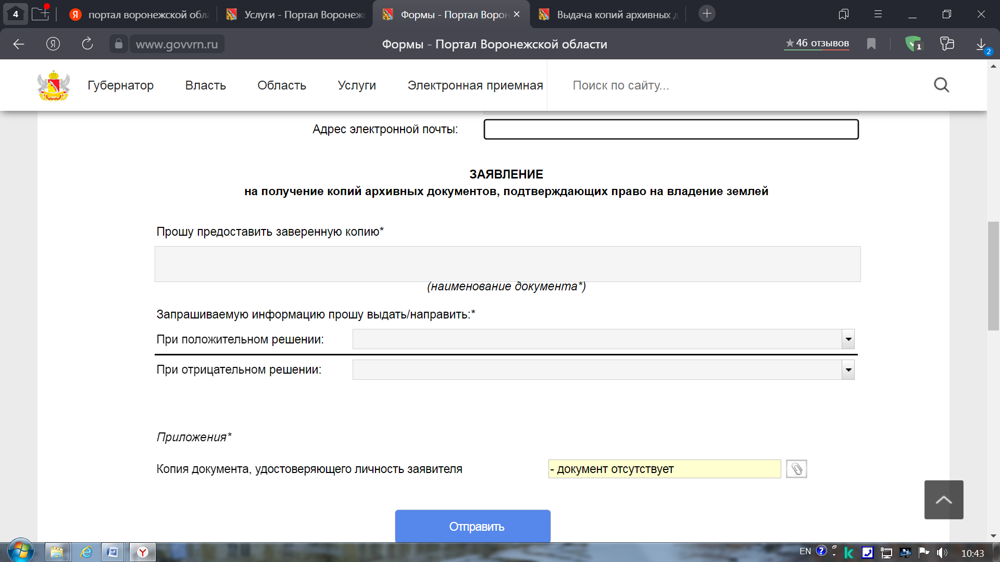 4
портал воронежской обла
Услуги - Портал Воронежс
Формы - Портал Ворон
Выдача копий архивных д
www.govvrn.ru
Формы - Портал Воронежской области
★46 отзывов
1
2
Губернатор
Власть
Область
Услуги
Электронная приемная
Поиск по сайту...
Адрес электронной почты:
ЗАЯВЛЕНИЕ
на получение копий архивных документов, подтверждающих право на владение землей
Прошу предоставить заверенную копию*
(наименование документа*)
Запрашиваемую информацию прошу выдать/направить:*
При положительном решении:
При отрицательном решении:
Приложения*
Копия документа, удостоверяющего личность заявителя
- документ отсутствует
Отправить
EN
10:43